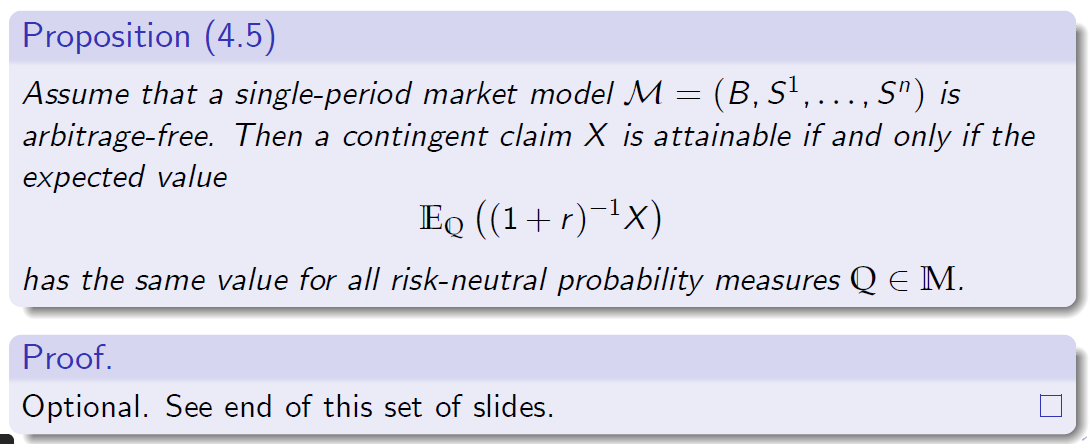 Proposition (4.5)
Assume that a single-period market model ℳ = (B, S¹, . . . , Sⁿ) is
arbitrage-free. Then a contingent claim X is attainable if and only if the
expected value
𝔼_ℚ ((1 + r)⁻¹X)
has the same value for all risk-neutral probability measures ℚ ∈ 𝕄.
Proof.
Optional. See end of this set of slides. □